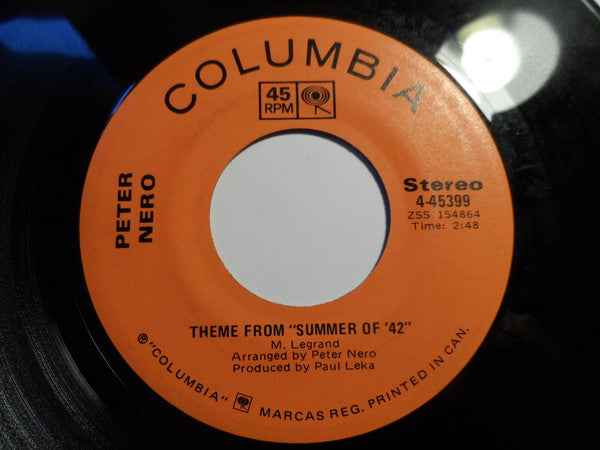 COLUMBIA
45
RPM
PETER
NERO
Stereo
4-45399
ZSS 154864
Time: 2:48
THEME FROM "SUMMER OF '42"
M. Legrand
Arranged by Peter Nero
Produced by Paul Leka
℗ "COLUMBIA" MARCAS REG. PRINTED IN CAN.